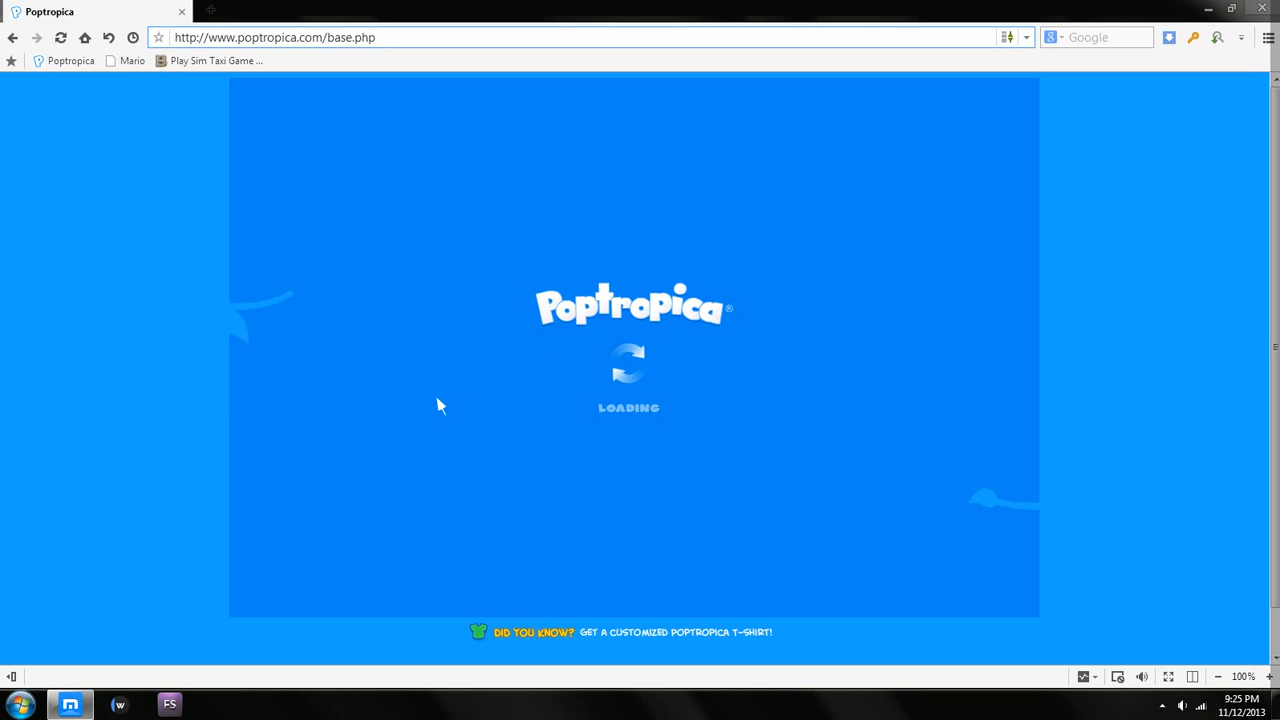 Poptropica
http://www.poptropica.com/base.php
Google
Poptropica
Mario
Play Sim Taxi Game ...
Poptropica®
LOADING
DID YOU KNOW? GET A CUSTOMIZED POPTROPICA T-SHIRT!
100%
W
FS
9:25 PM
11/12/2013